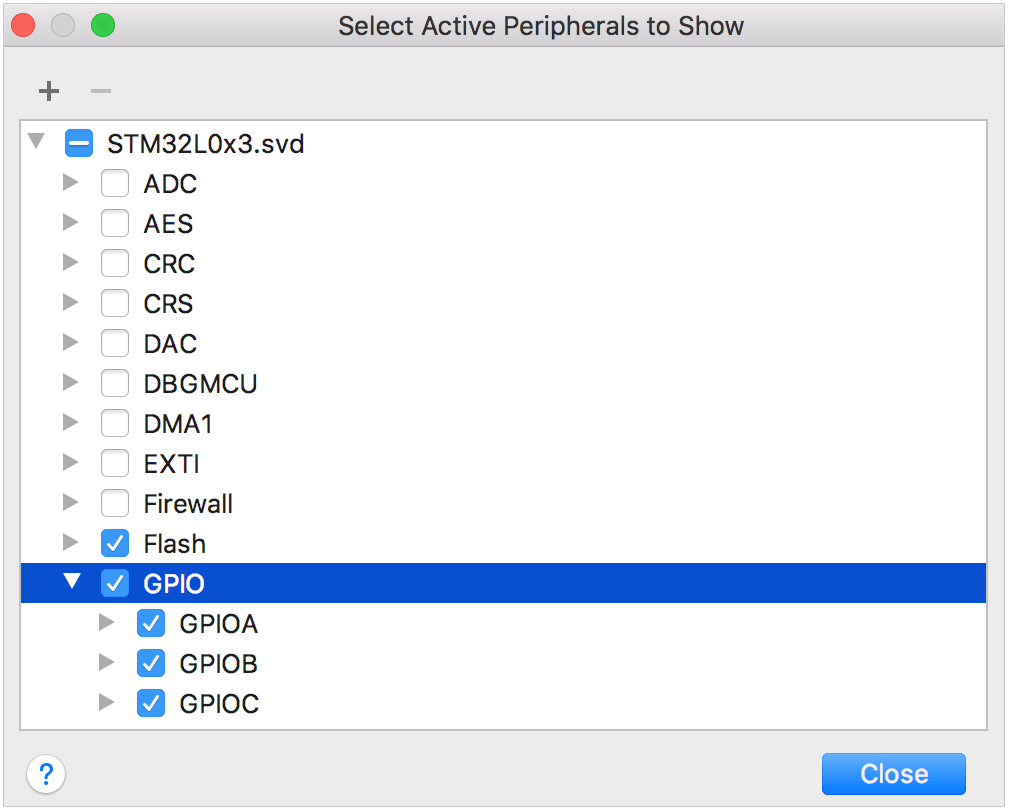 Select Active Peripherals to Show
STM32L0x3.svd
ADC
AES
CRC
CRS
DAC
DBGMCU
DMA1
EXTI
Firewall
Flash
GPIO
GPIOA
GPIOB
GPIOC
?
Close